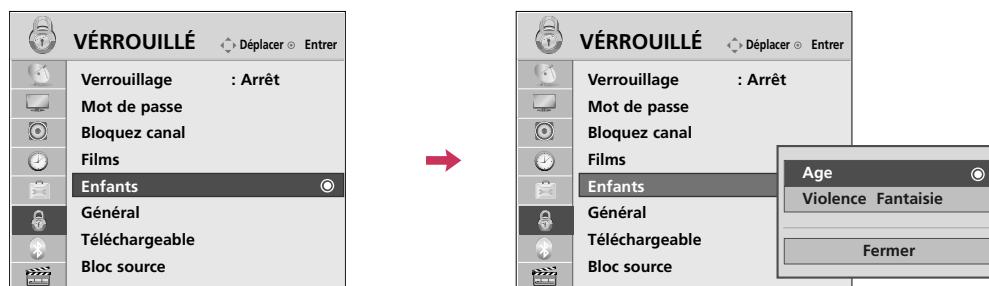 VÉRROUILLÉ Déplacer Entrer
Verrouillage : Arrêt
Mot de passe
Bloquez canal
Films
Enfants
Général
Téléchargeable
Bloc source
VÉRROUILLÉ Déplacer Entrer
Verrouillage : Arrêt
Mot de passe
Bloquez canal
Films
Enfants
Général
Téléchargeable
Bloc source
Age
Violence Fantaisie
Fermer